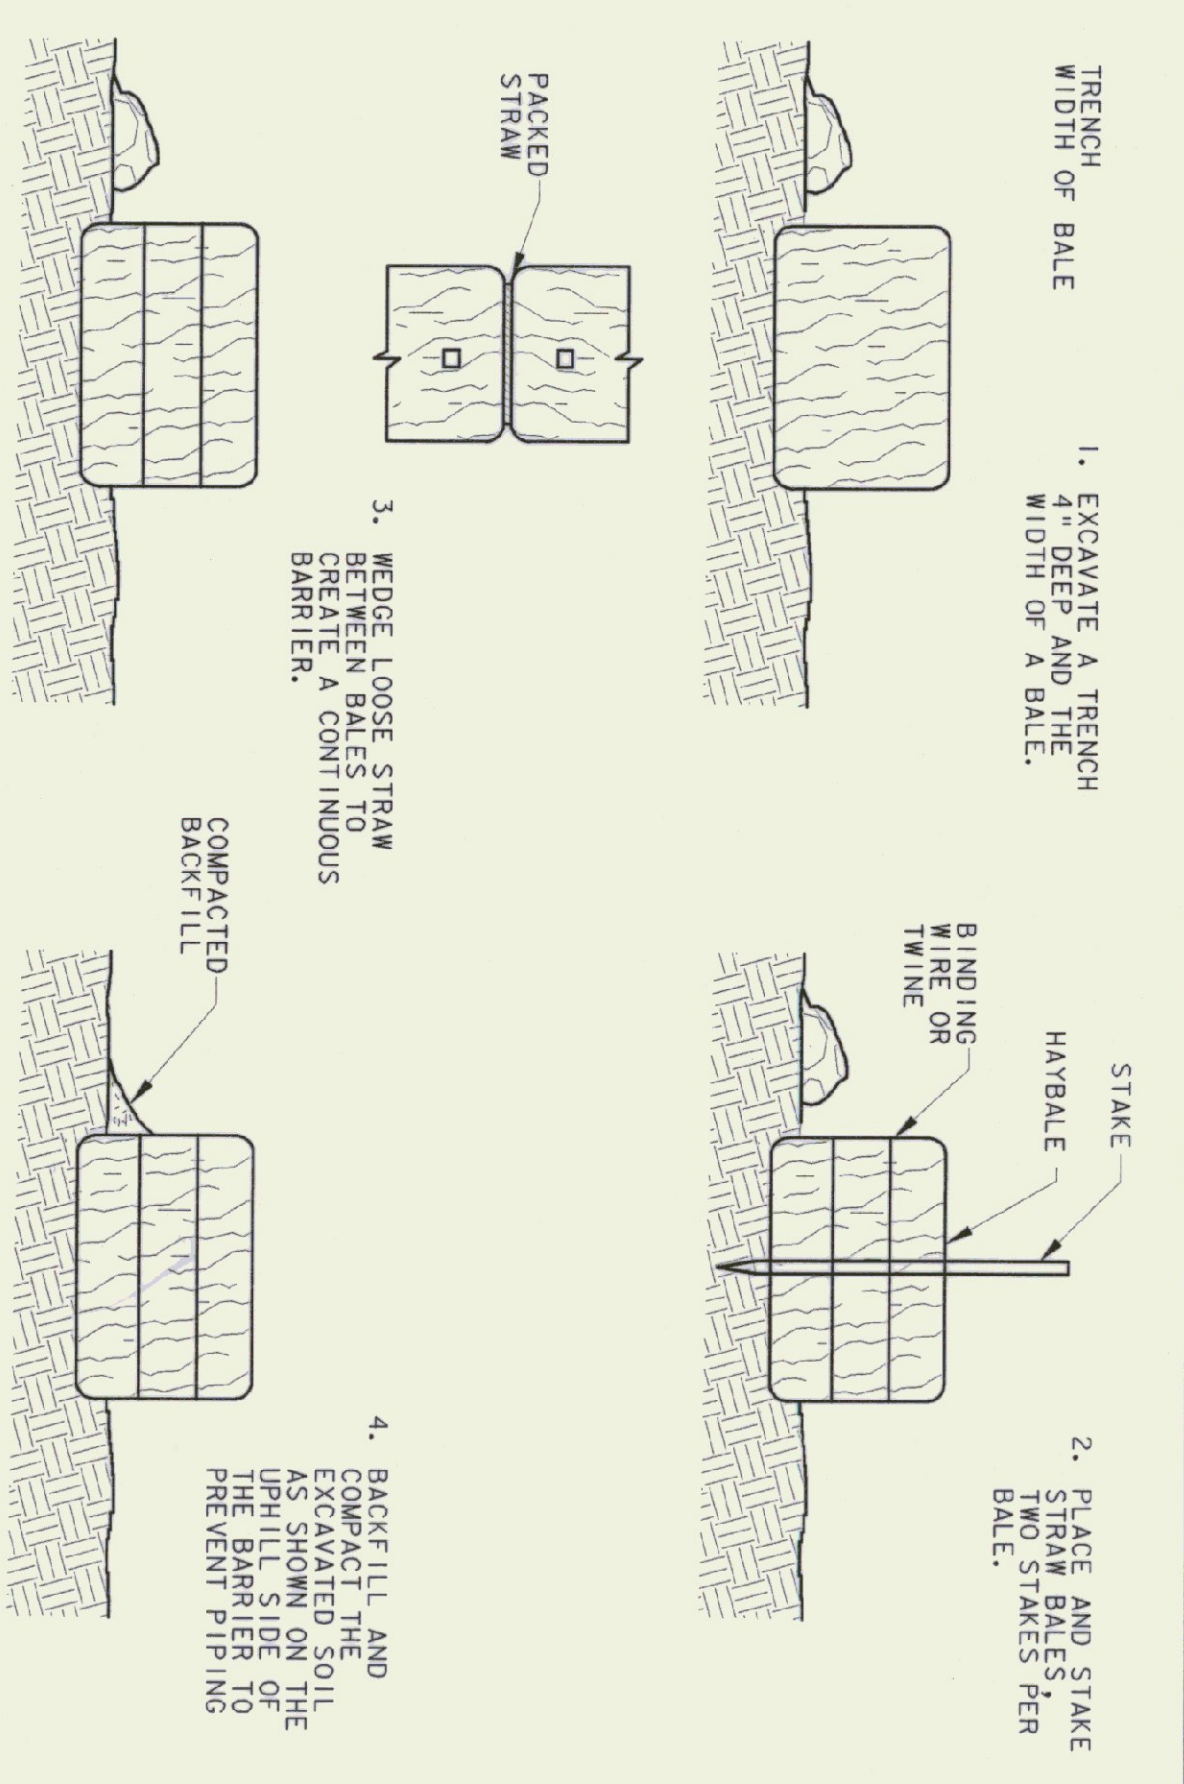 TRENCH
WIDTH OF BALE
1. EXCAVATE A TRENCH
4" DEEP AND THE
WIDTH OF A BALE.
STAKE
HAYBALE
BINDING
WIRE OR
TWINE
2. PLACE AND STAKE
STRAW BALES,
TWO STAKES PER
BALE.
PACKED
STRAW
3. WEDGE LOOSE STRAW
BETWEEN BALES TO
CREATE A CONTINUOUS
BARRIER.
COMPACTED
BACKFILL
4. BACKFILL AND
COMPACT THE
EXCAVATED SOIL
AS SHOWN ON THE
UPHILL SIDE OF
THE BARRIER TO
PREVENT PIPING